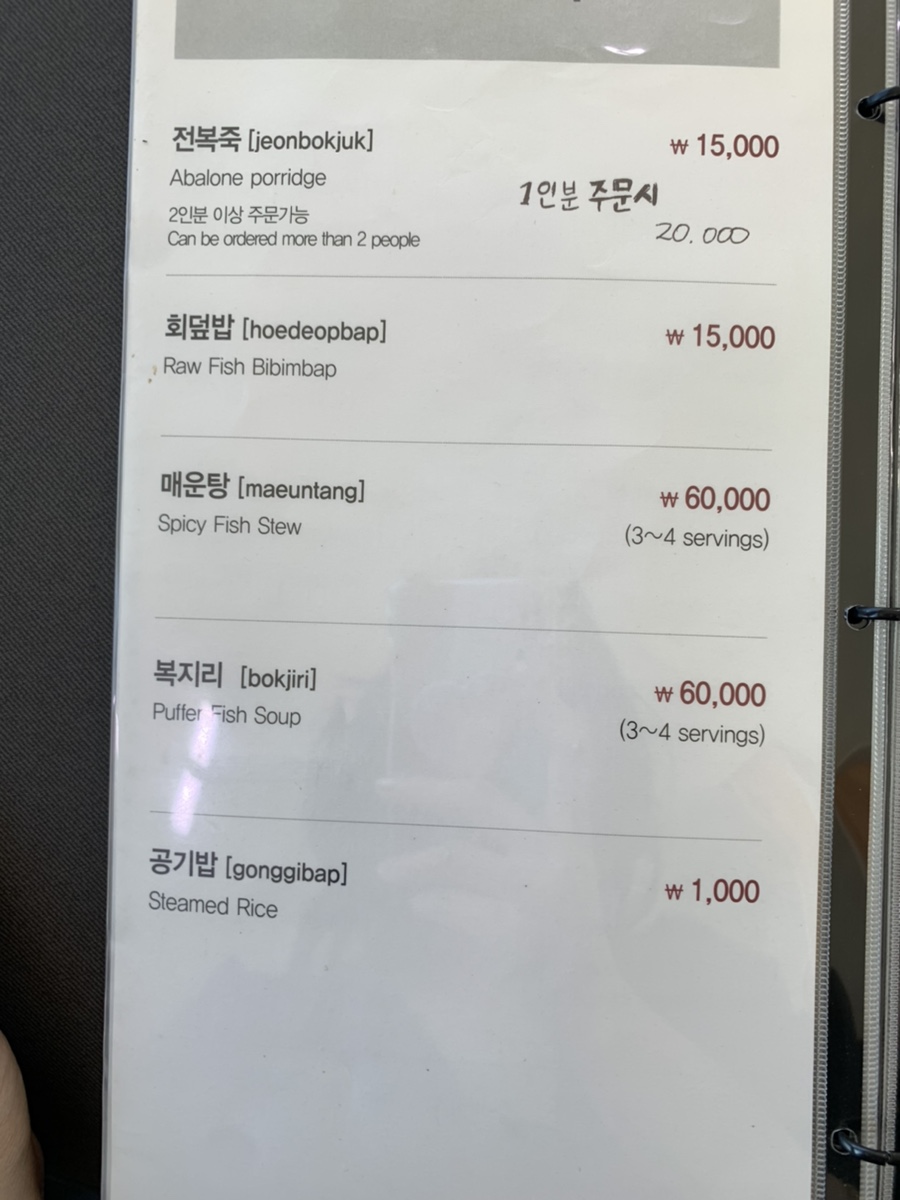 전복죽 [jeonbokjuk] ₩ 15,000
Abalone porridge
1인분 주문시
2인분 이상 주문가능
20.000
Can be ordered more than 2 people
회덮밥 [hoedeopbap] ₩ 15,000
Raw Fish Bibimbap
매운탕 [maeuntang] ₩ 60,000
Spicy Fish Stew (3~4 servings)
복지리 [bokjiri] ₩ 60,000
Puffer Fish Soup (3~4 servings)
공기밥 [gonggibap] ₩ 1,000
Steamed Rice